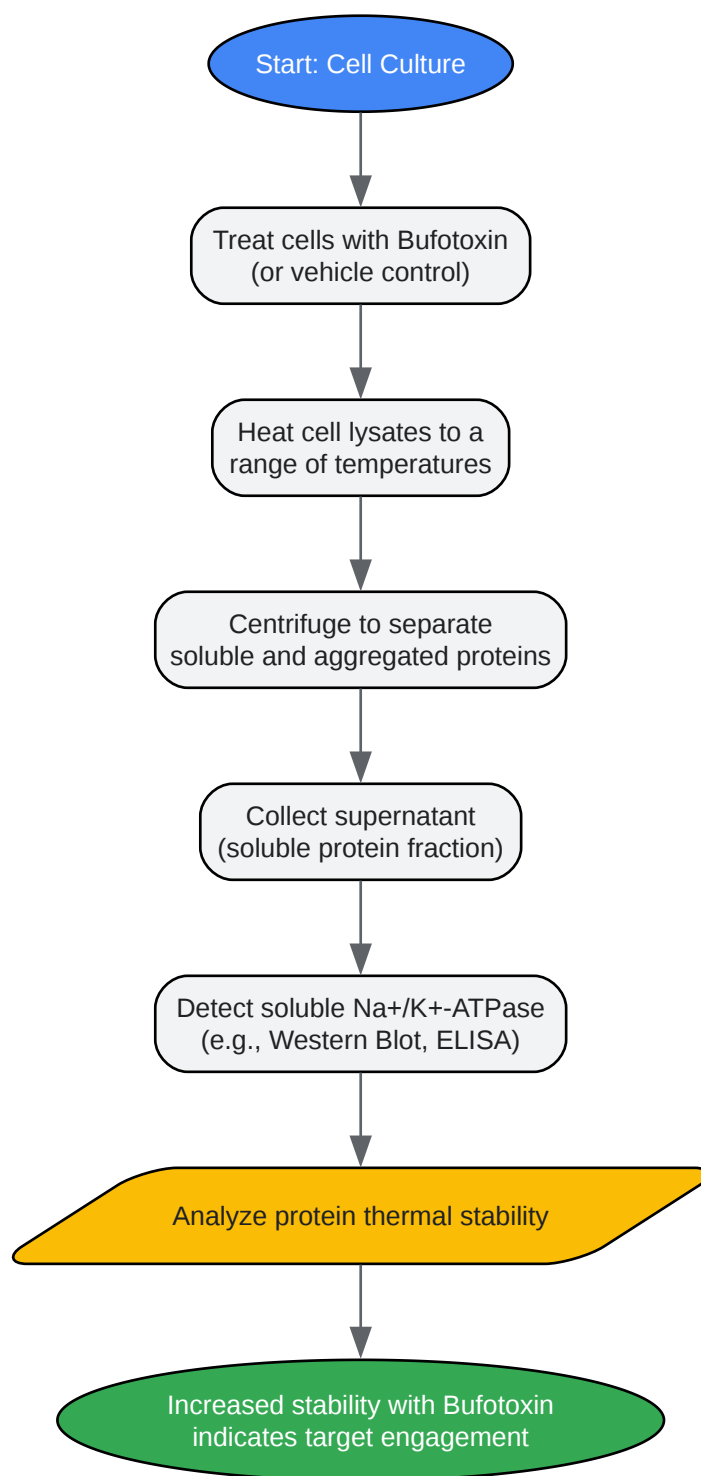 Start: Cell Culture
Treat cells with Bufotoxin
(or vehicle control)
Heat cell lysates to a
range of temperatures
Centrifuge to separate
soluble and aggregated proteins
Collect supernatant
(soluble protein fraction)
Detect soluble Na+/K+-ATPase
(e.g., Western Blot, ELISA)
Analyze protein thermal stability
Increased stability with Bufotoxin
indicates target engagement